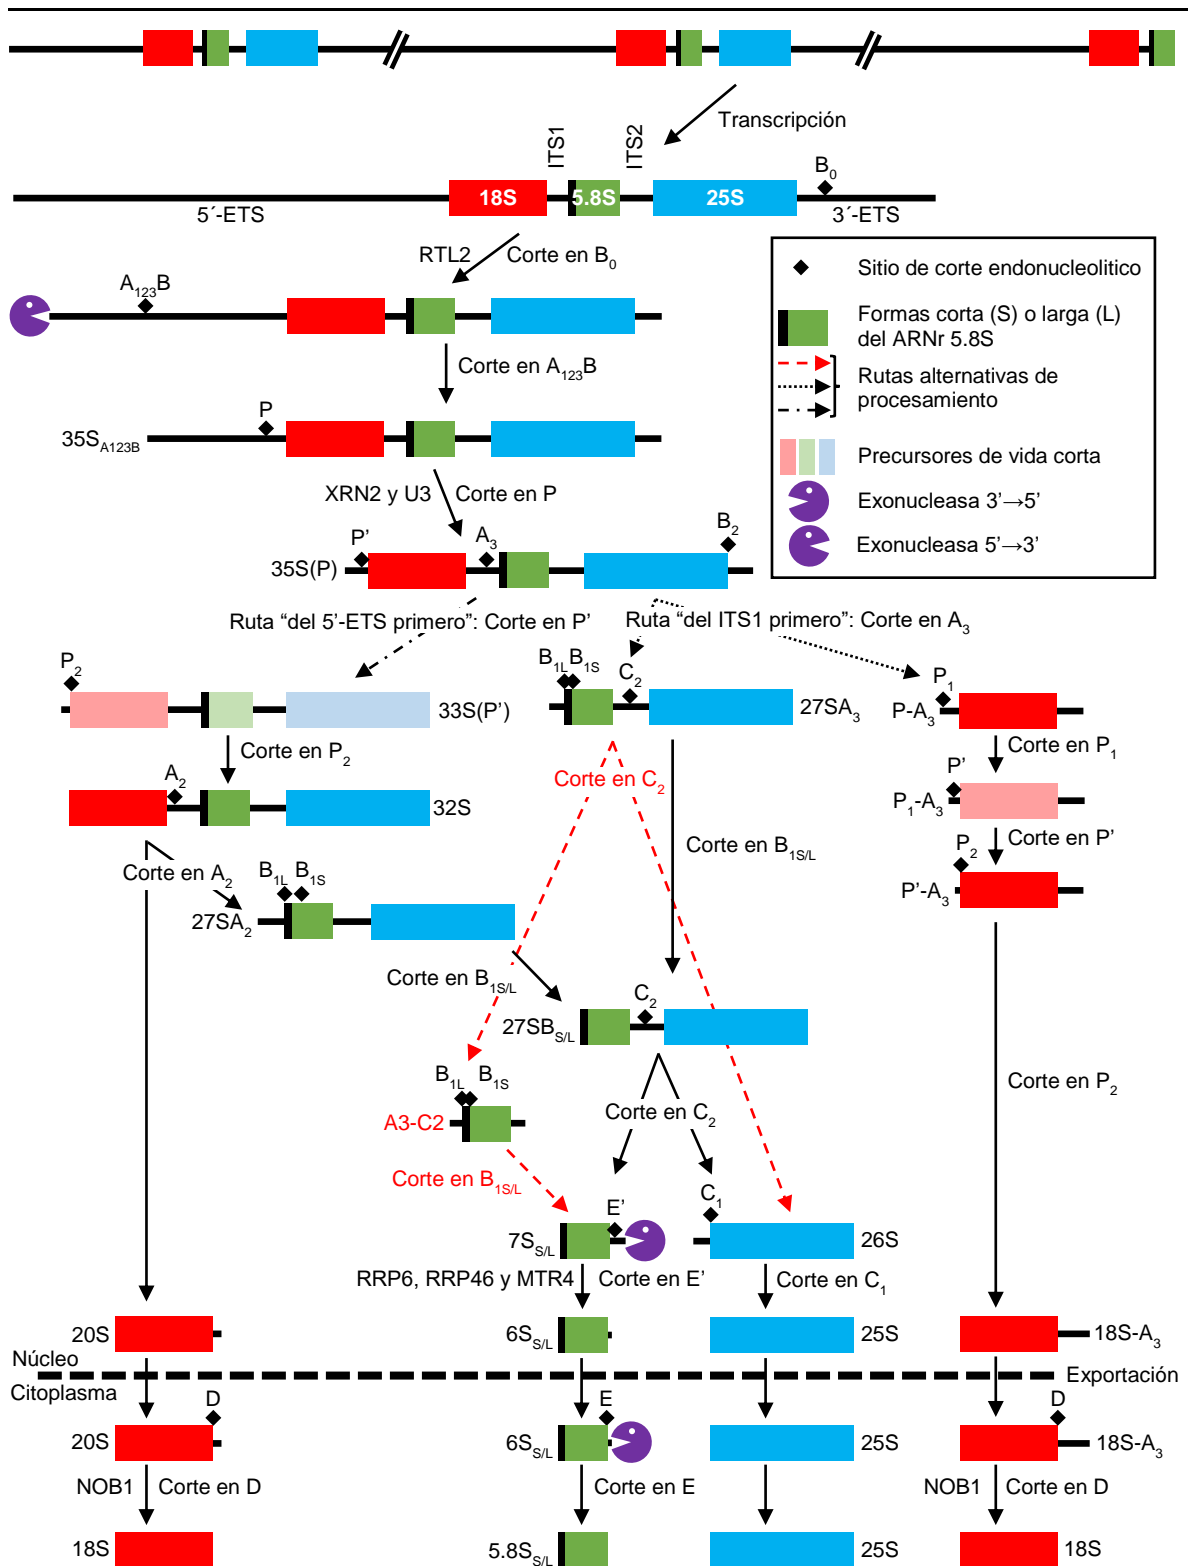 Transcripción
ITS1
ITS2
B0
18S
5.8S
25S
5´-ETS
3´-ETS
RTL2
Corte en B0
Sitio de corte endonucleolitico
Formas corta (S) o larga (L)
del ARNr 5.8S
Rutas alternativas de
procesamiento
Precursores de vida corta
Exonucleasa 3’→5’
Exonucleasa 5’→3’
A123B
Corte en A123B
P
35SA123B
XRN2 y U3
Corte en P
P’
A3
B2
35S(P)
Ruta “del 5’-ETS primero”: Corte en P’
Ruta “del ITS1 primero”: Corte en A3
P2
33S(P’)
B1L
B1S
C2
27SA3
P1
P-A3
Corte en P2
Corte en P1
Corte en C2
A2
32S
P’
P1-A3
Corte en B1S/L
Corte en P’
Corte en A2
B1L
B1S
27SA2
P2
P’-A3
Corte en B1S/L
C2
27SBS/L
B1L
B1S
A3-C2
Corte en C2
Corte en P2
Corte en B1S/L
E’
C1
7SS/L
26S
RRP6, RRP46 y MTR4
Corte en E’
Corte en C1
20S
6SS/L
25S
18S-A3
Núcleo
Exportación
Citoplasma
D
E
D
20S
6SS/L
25S
18S-A3
NOB1
Corte en D
Corte en E
NOB1
Corte en D
18S
5.8SS/L
25S
18S